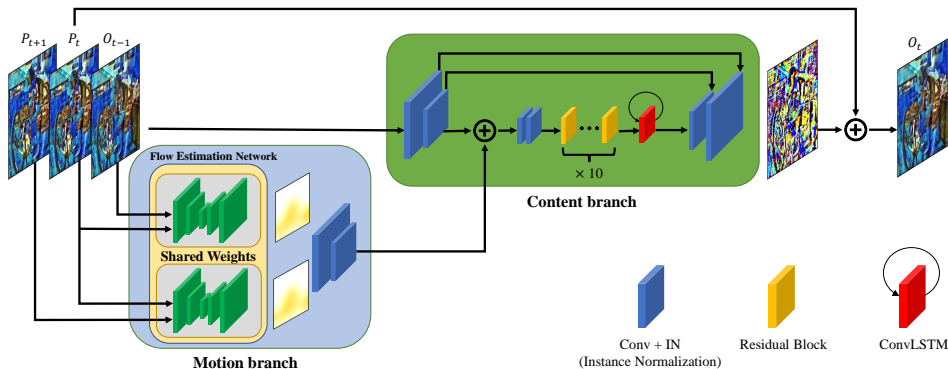 P_{t+1} P_t O_{t-1}
O_t
Flow Estimation Network
Shared Weights
Motion branch
× 10
Content branch
Conv + IN
(Instance Normalization)
Residual Block
ConvLSTM